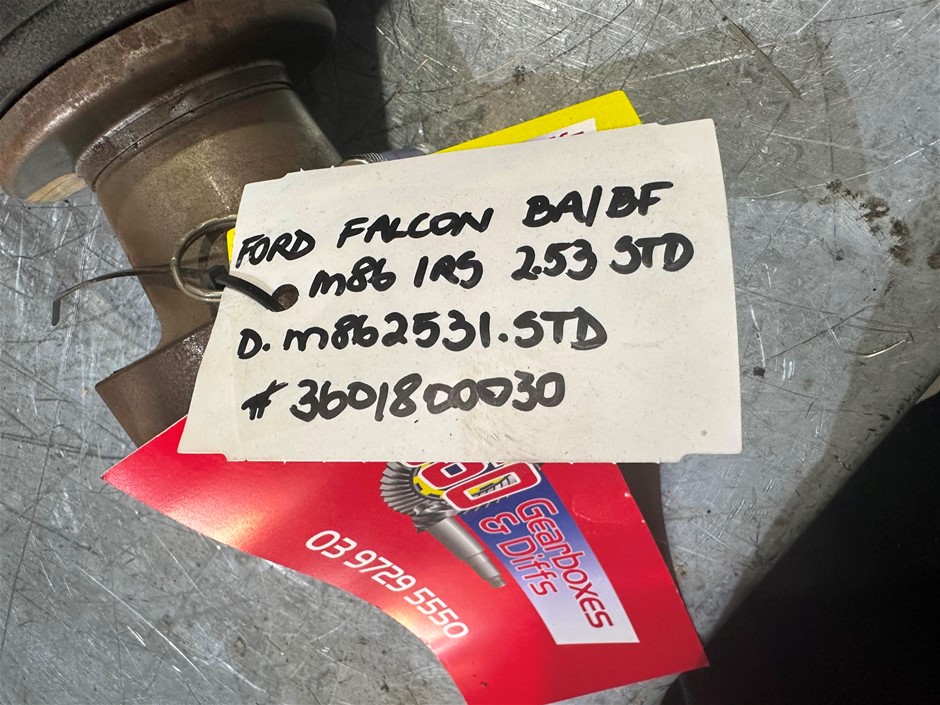 FORD FALCON BA/BF
M86 IRS 2.53 STD
D.M862531.STD
# 3601800030
Gearboxes
& Diffs
03 9729 5550